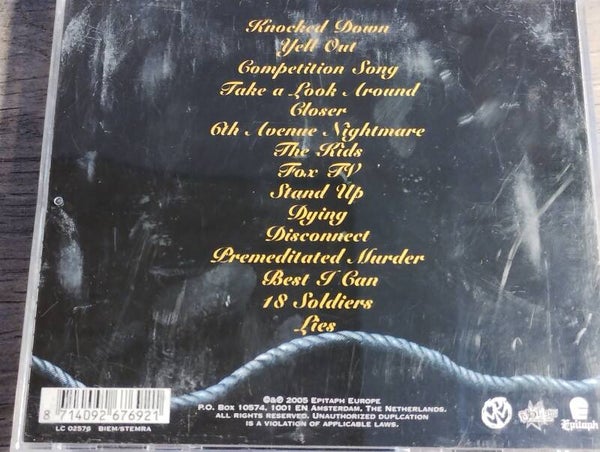 Knocked Down
Yell Out
Competition Song
Take a Look Around
Closer
6th Avenue Nightmare
The Kids
Fox TV
Stand Up
Dying
Disconnect
Premeditated Murder
Best I Can
18 Soldiers
Lies
8 714092 676921
LC 02576 BIEM/STEMRA
©&℗ 2005 Epitaph Europe
P.O. Box 10574, 1001 EN Amsterdam, The Netherlands.
All rights reserved. Unauthorized duplcation
is a violation of applicable laws.
Epitaph